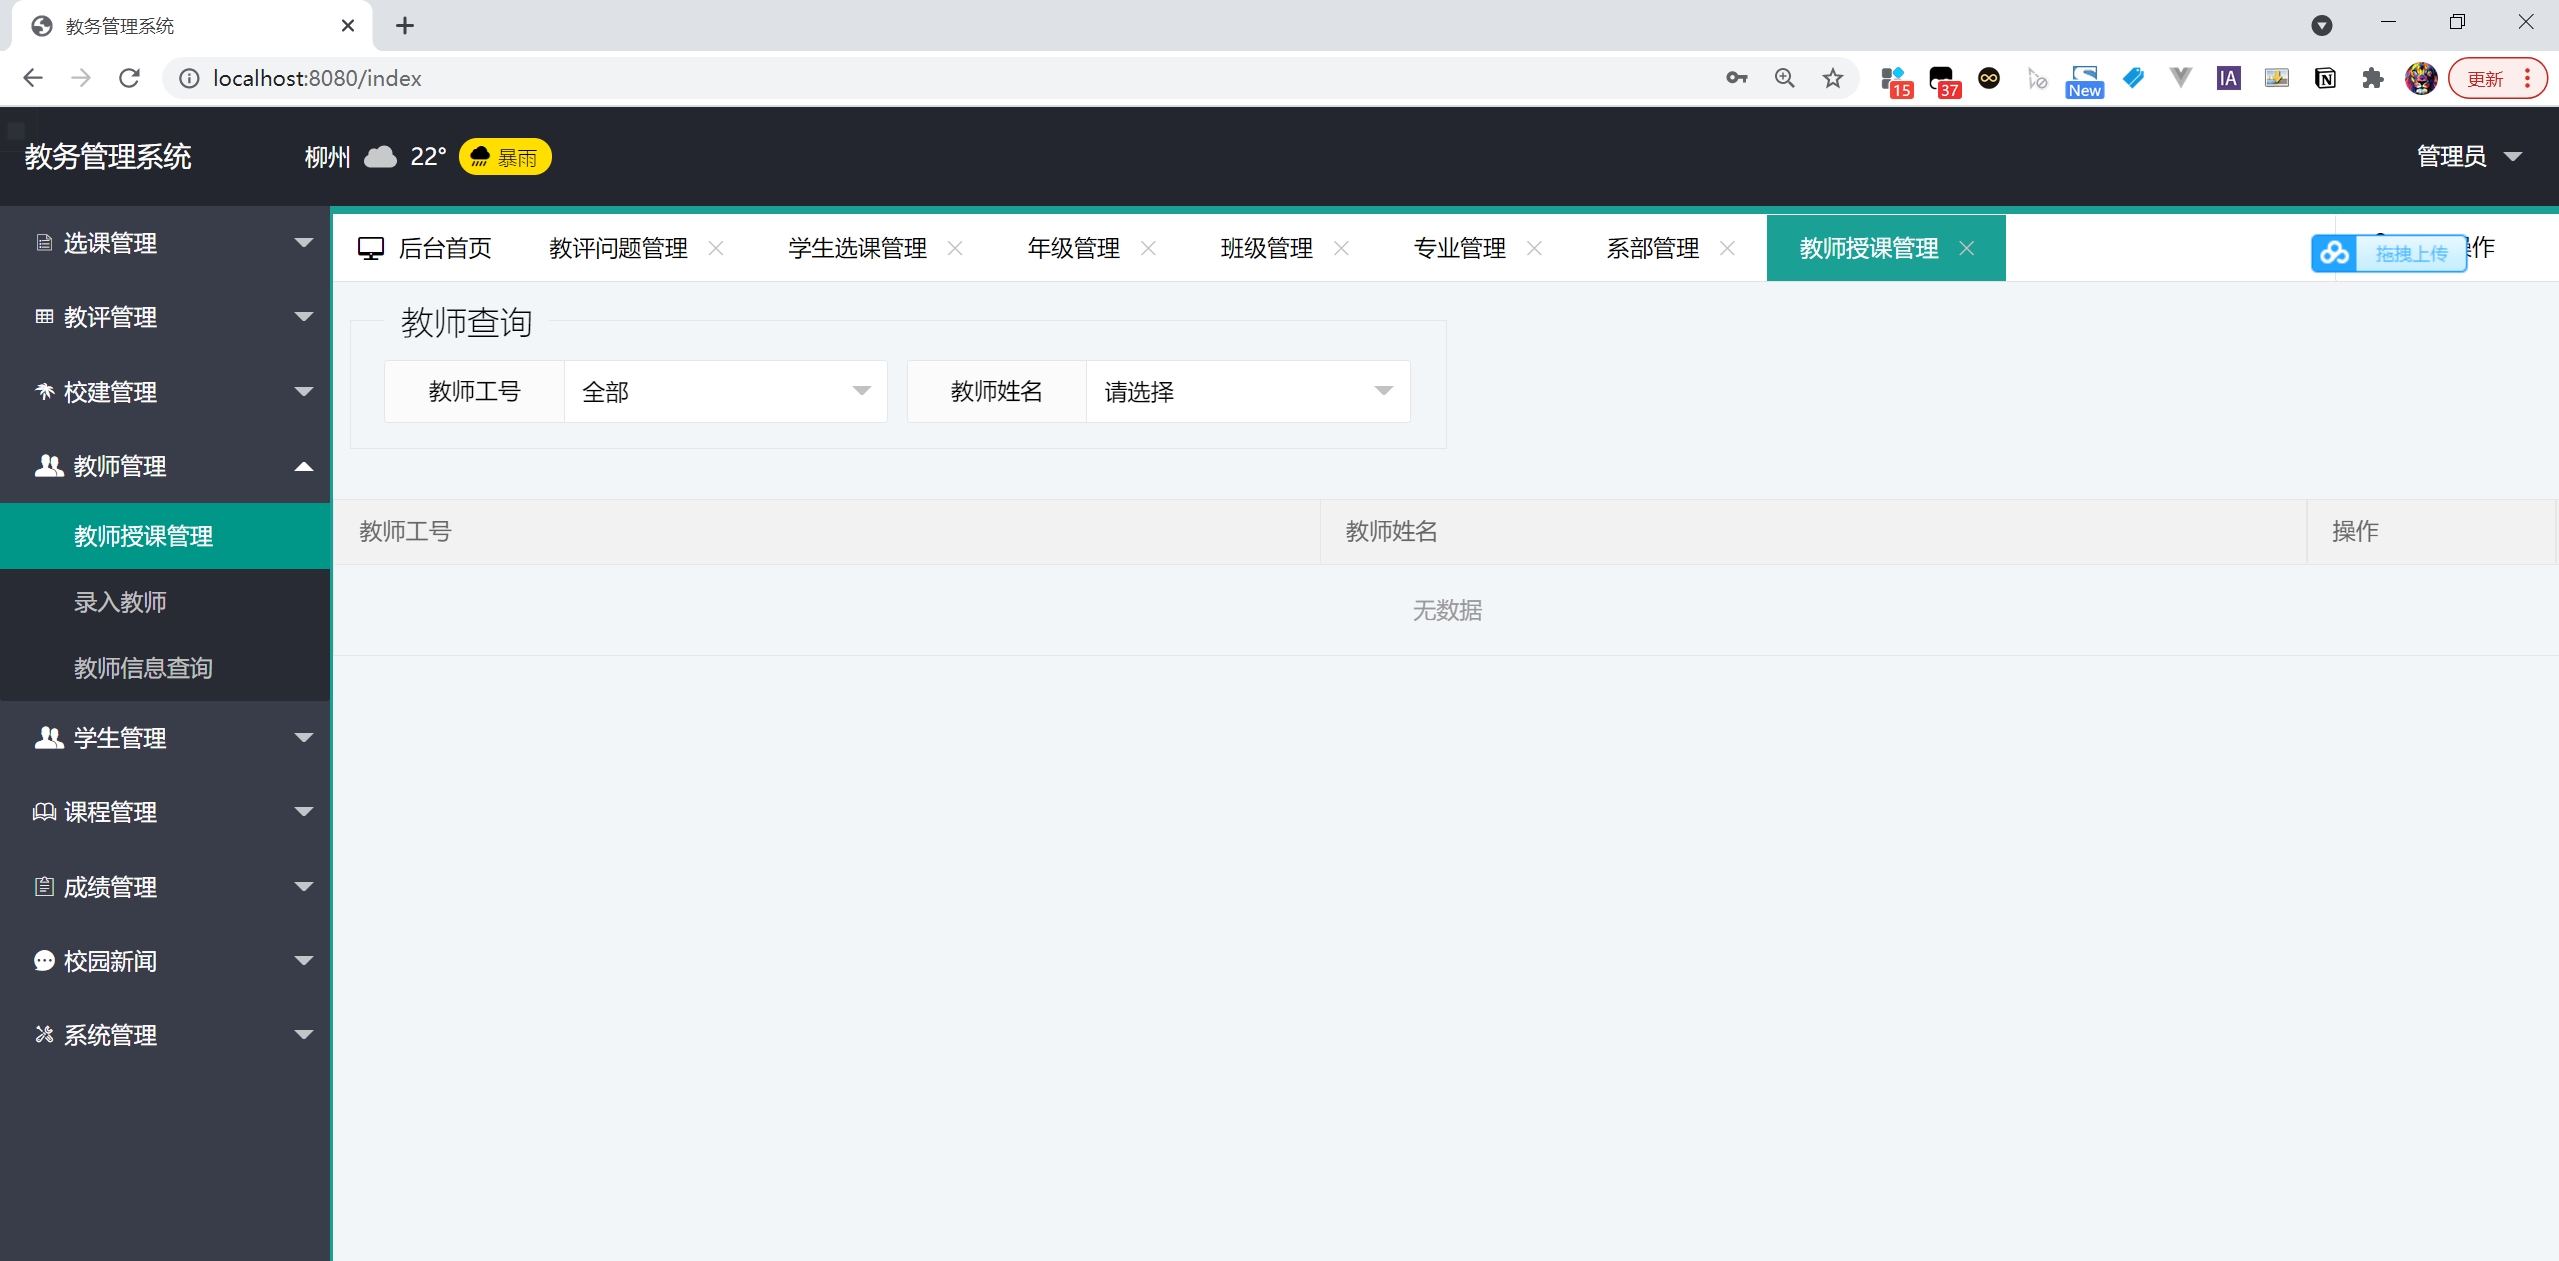 教务管理系统
localhost:8080/index
15
37
New
IA
更新
教务管理系统
柳州 22° 暴雨
管理员
选课管理
教评管理
校建管理
教师管理
教师授课管理
录入教师
教师信息查询
学生管理
课程管理
成绩管理
校园新闻
系统管理
后台首页 教评问题管理 学生选课管理 年级管理 班级管理 专业管理 系部管理 教师授课管理
拖拽上传
作
教师查询
教师工号 全部 教师姓名 请选择
教师工号 教师姓名 操作
无数据